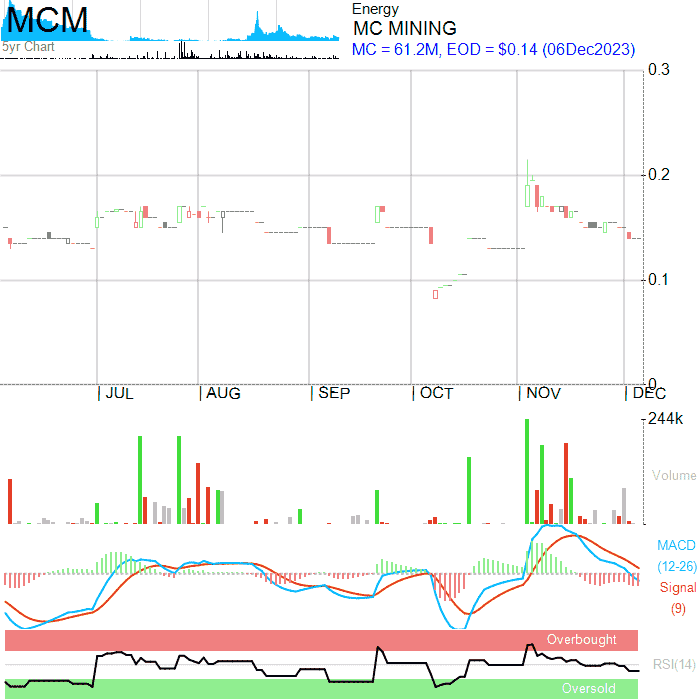 MCM
5yr Chart
Energy
MC MINING
MC = 61.2M, EOD = $0.14 (06Dec2023)
0.3
0.2
0.1
0
JUL AUG SEP OCT NOV DEC
244k
Volume
MACD
(12-26)
Signal
(9)
Overbought
RSI(14)
Oversold